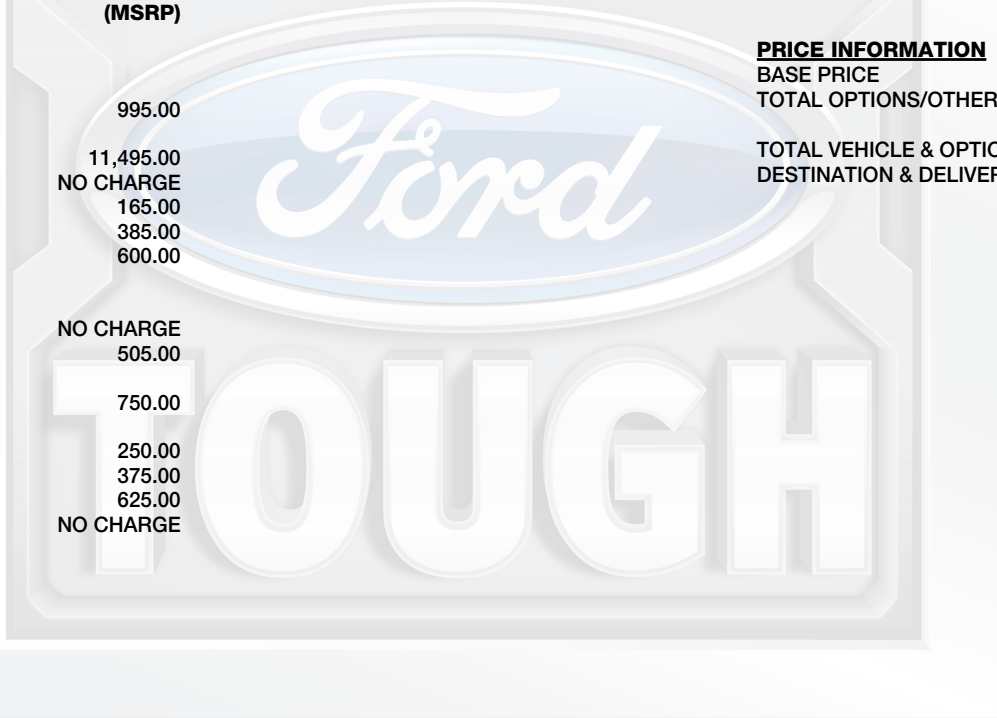 (MSRP)
995.00
11,495.00
NO CHARGE
165.00
385.00
600.00
NO CHARGE
505.00
750.00
250.00
375.00
625.00
NO CHARGE
PRICE INFORMATION
BASE PRICE
TOTAL OPTIONS/OTHER
TOTAL VEHICLE & OPTIO
DESTINATION & DELIVER
Ford
TOUGH